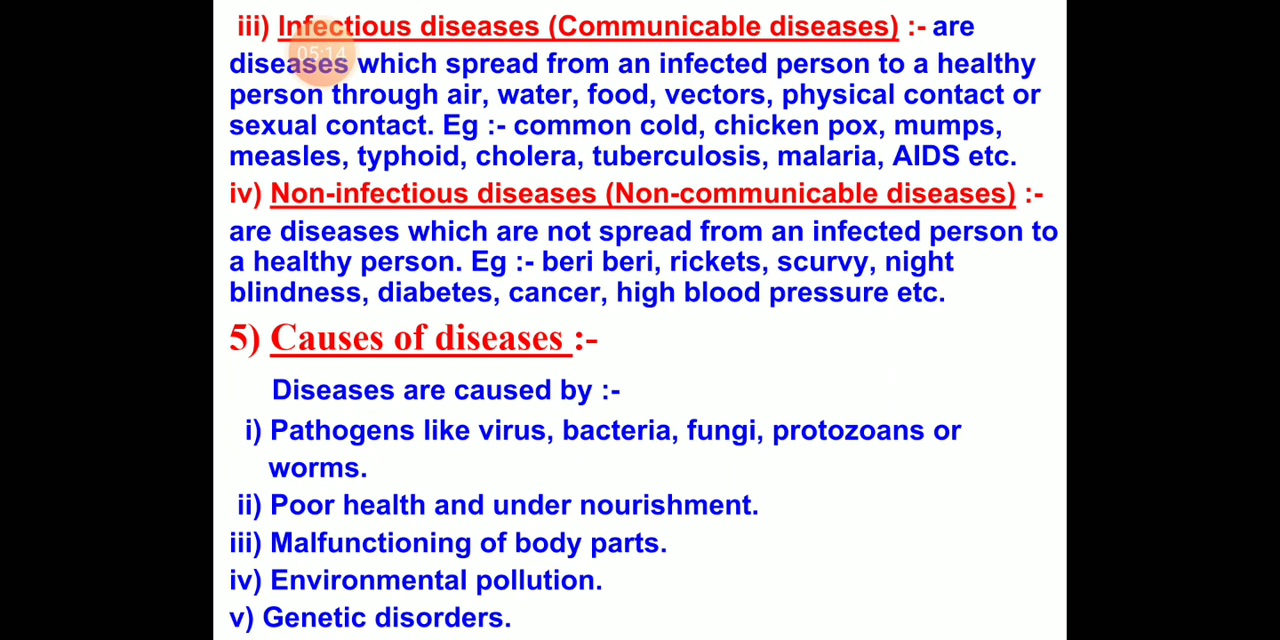 iii) Infectious diseases (Communicable diseases) :- are
05:14
diseases which spread from an infected person to a healthy
person through air, water, food, vectors, physical contact or
sexual contact. Eg :- common cold, chicken pox, mumps,
measles, typhoid, cholera, tuberculosis, malaria, AIDS etc.
iv) Non-infectious diseases (Non-communicable diseases) :-
are diseases which are not spread from an infected person to
a healthy person. Eg :- beri beri, rickets, scurvy, night
blindness, diabetes, cancer, high blood pressure etc.
5) Causes of diseases :-
Diseases are caused by :-
i) Pathogens like virus, bacteria, fungi, protozoans or
worms.
ii) Poor health and under nourishment.
iii) Malfunctioning of body parts.
iv) Environmental pollution.
v) Genetic disorders.